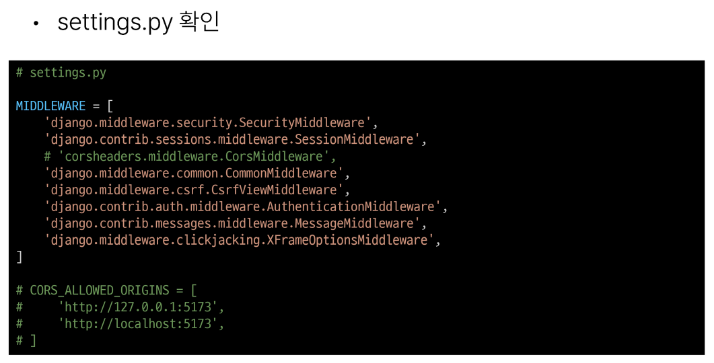 • settings.py 확인
# settings.py
MIDDLEWARE = [
    'django.middleware.security.SecurityMiddleware',
    'django.contrib.sessions.middleware.SessionMiddleware',
    # 'corsheaders.middleware.CorsMiddleware',
    'django.middleware.common.CommonMiddleware',
    'django.middleware.csrf.CsrfViewMiddleware',
    'django.contrib.auth.middleware.AuthenticationMiddleware',
    'django.contrib.messages.middleware.MessageMiddleware',
    'django.middleware.clickjacking.XFrameOptionsMiddleware',
]
# CORS_ALLOWED_ORIGINS = [
#     'http://127.0.0.1:5173',
#     'http://localhost:5173',
# ]